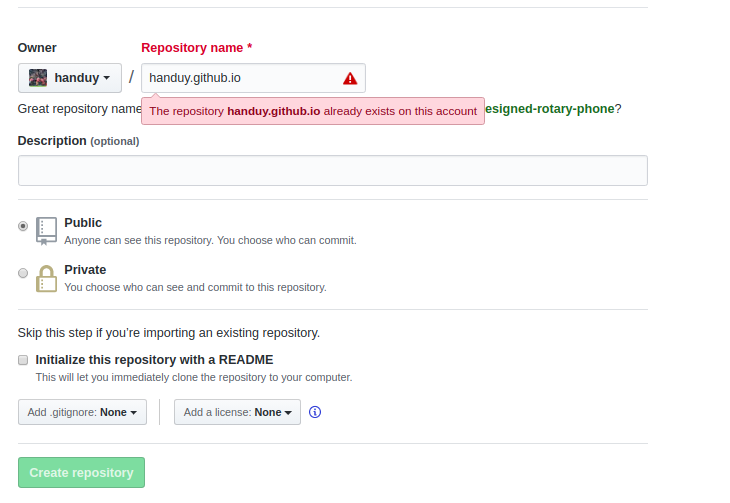 Owner
Repository name *
handuy / handuy.github.io
Great repository name
The repository handuy.github.io already exists on this account
esigned-rotary-phone?
Description (optional)
Public
Anyone can see this repository. You choose who can commit.
Private
You choose who can see and commit to this repository.
Skip this step if you’re importing an existing repository.
Initialize this repository with a README
This will let you immediately clone the repository to your computer.
Add .gitignore: None
Add a license: None
Create repository